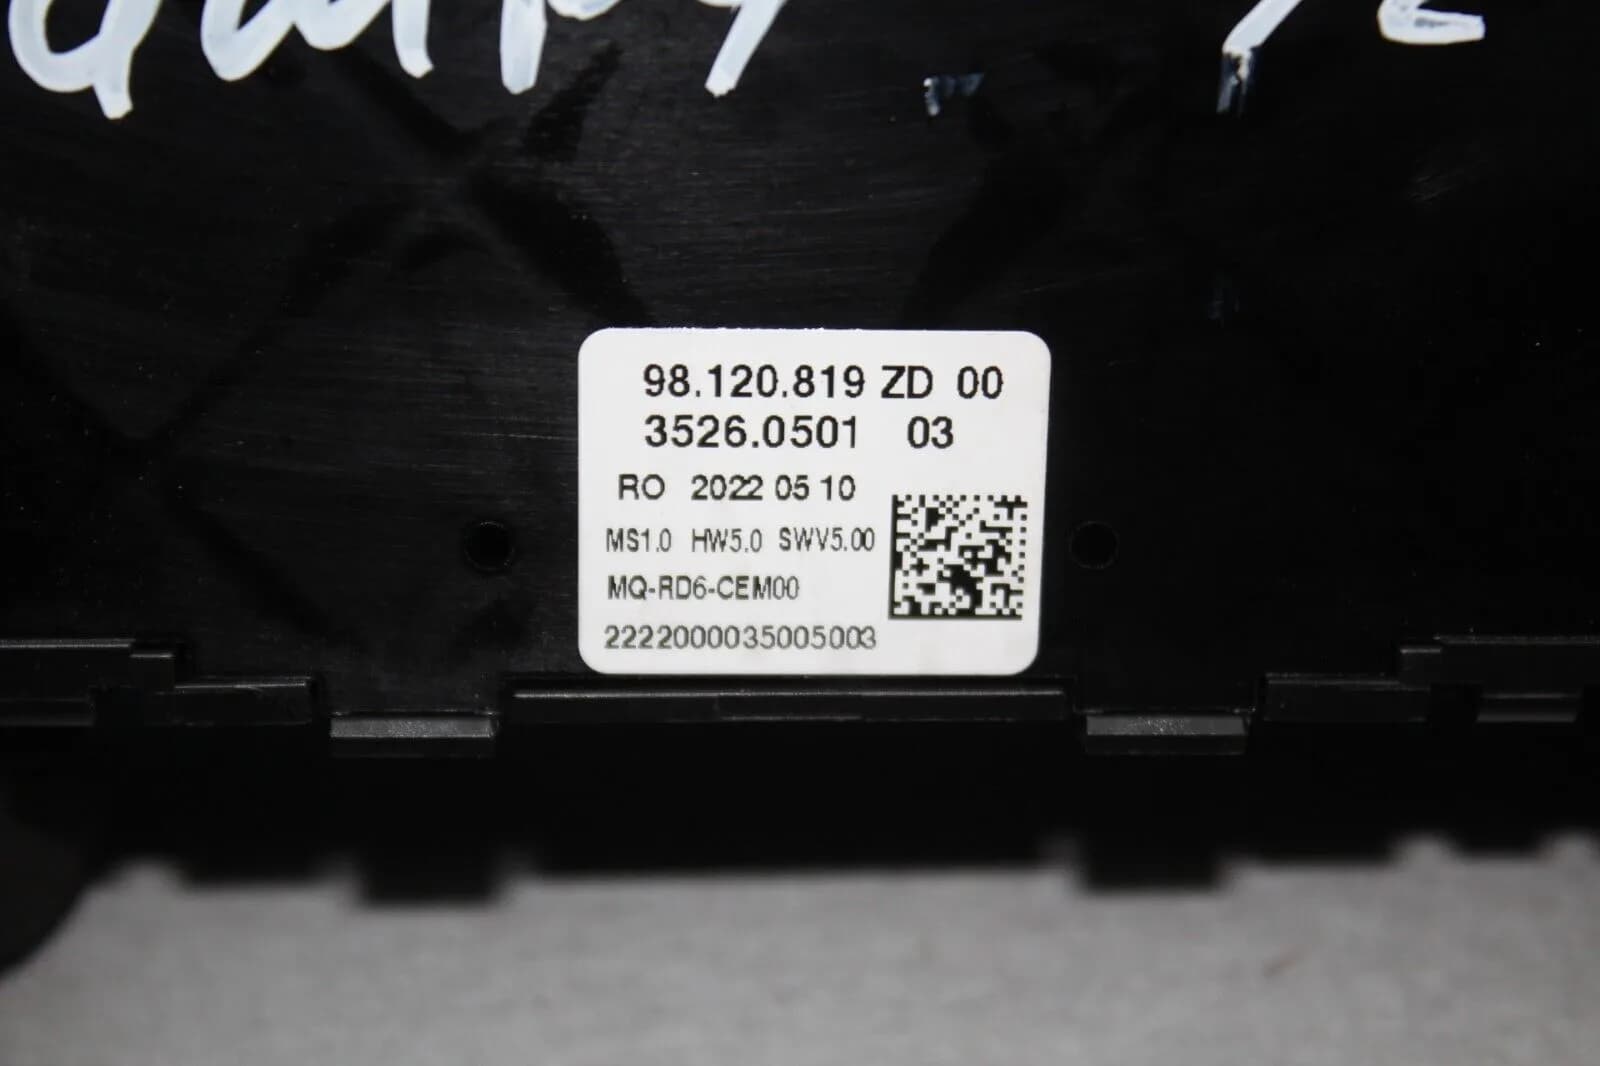 98.120.819 ZD 00
3526.0501 03
RO 2022 05 10
MS1.0 HW5.0 SWV5.00
MQ-RD6-CEM00
2222000035005003